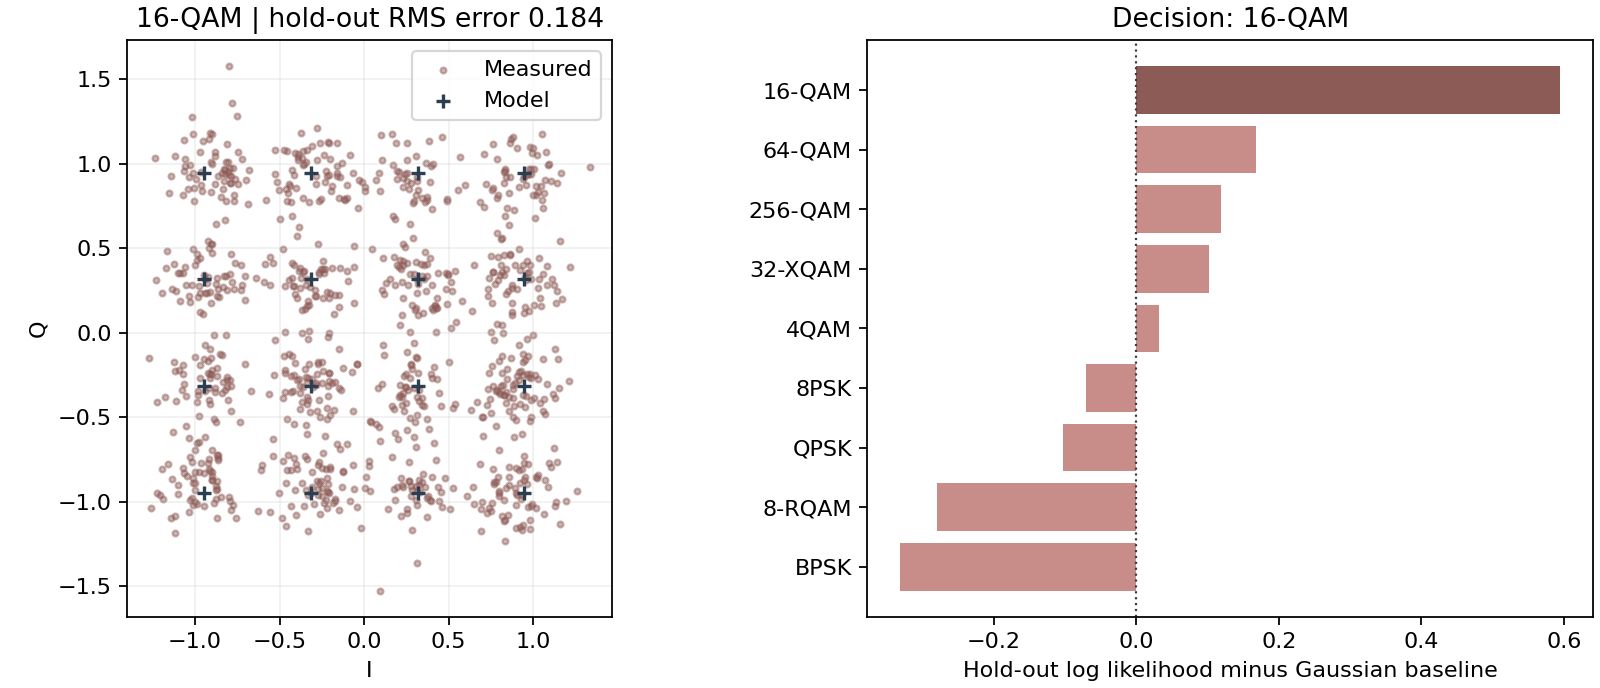 16-QAM | hold-out RMS error 0.184
Measured
Model
Q
1.5
1.0
0.5
0.0
−0.5
−1.0
−1.5
−1.0
−0.5
0.0
0.5
1.0
I
Decision: 16-QAM
16-QAM
64-QAM
256-QAM
32-XQAM
4QAM
8PSK
QPSK
8-RQAM
BPSK
−0.2
0.0
0.2
0.4
0.6
Hold-out log likelihood minus Gaussian baseline